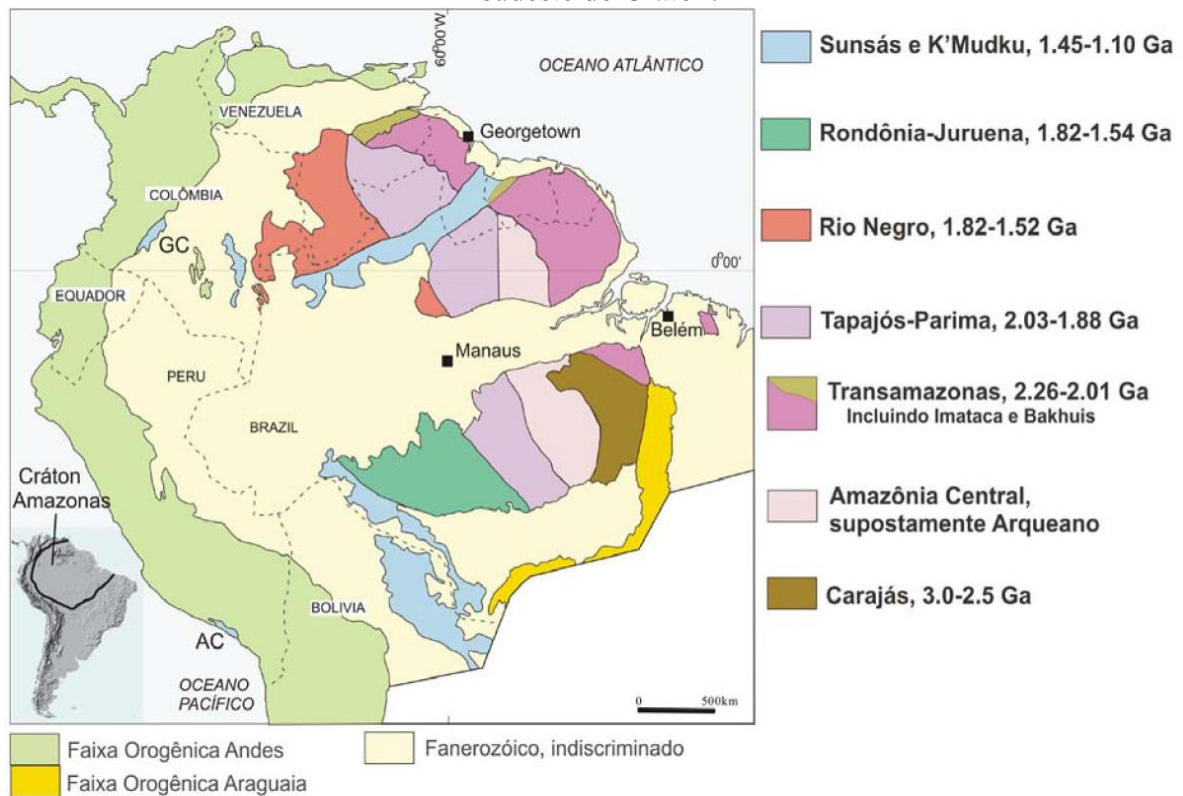 60°00'W
OCEANO ATLÂNTICO
VENEZUELA
Georgetown
COLÔMBIA
GC
0°00'
EQUADOR
Belém
Manaus
PERU
BRAZIL
Cráton
Amazonas
BOLIVIA
AC
OCEANO
PACÍFICO
0 500km
Sunsás e K'Mudku, 1.45-1.10 Ga
Rondônia-Juruena, 1.82-1.54 Ga
Rio Negro, 1.82-1.52 Ga
Tapajós-Parima, 2.03-1.88 Ga
Transamazonas, 2.26-2.01 Ga
Incluindo Imataca e Bakhuis
Amazônia Central,
supostamente Arqueano
Carajás, 3.0-2.5 Ga
Faixa Orogênica Andes
Fanerozóico, indiscriminado
Faixa Orogênica Araguaia